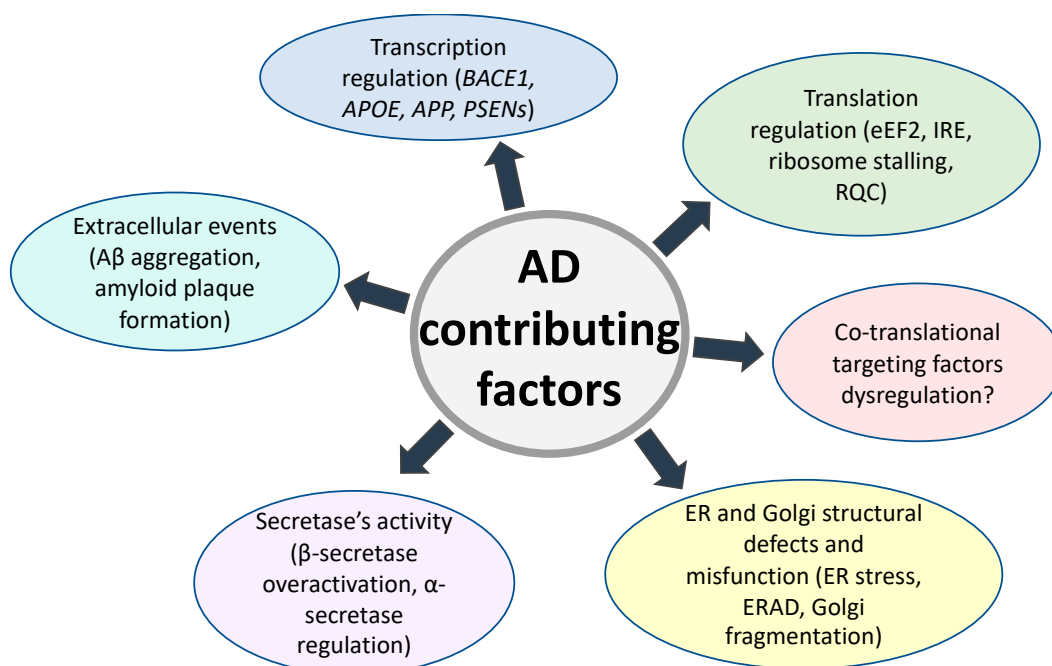 Transcription
regulation (BACE1,
APOE, APP, PSENs)
Translation
regulation (eEF2, IRE,
ribosome stalling,
RQC)
Extracellular events
(Aβ aggregation,
amyloid plaque
formation)
AD
contributing
factors
Co-translational
targeting factors
dysregulation?
Secretase’s activity
(β-secretase
overactivation, α-
secretase
regulation)
ER and Golgi structural
defects and
misfunction (ER stress,
ERAD, Golgi
fragmentation)